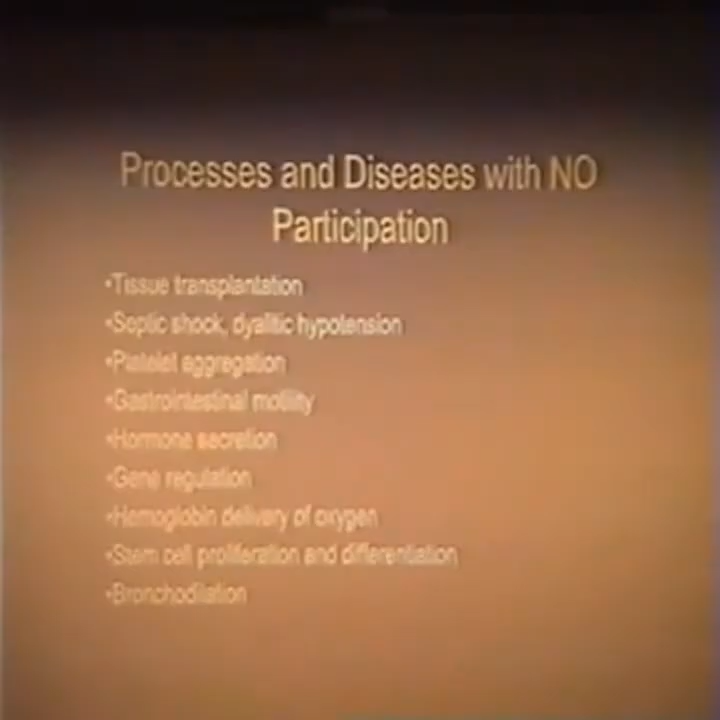 Processes and Diseases with NO
Participation
•Tissue transplantation
•Septic shock, dyalitic hypotension
•Platelet aggregation
•Gastrointestinal motility
•Hormone secretion
•Gene regulation
•Hemoglobin delivery of oxygen
•Stem cell proliferation and differentiation
•Bronchodilation